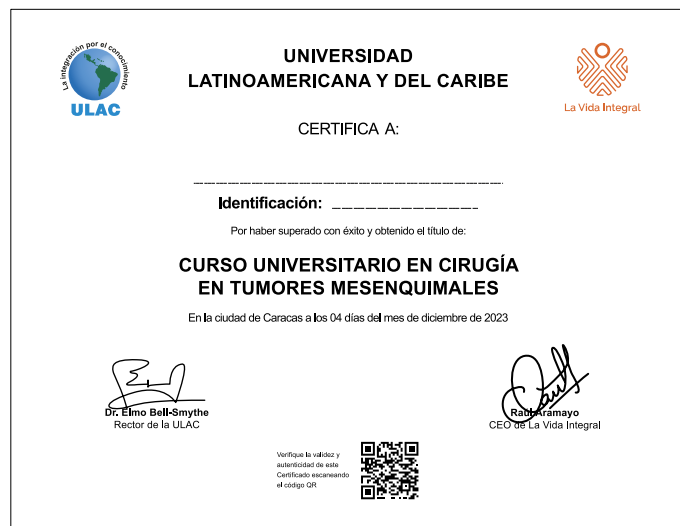 La integración por el conocimiento
ULAC
UNIVERSIDAD
LATINOAMERICANA Y DEL CARIBE
La Vida Integral
CERTIFICA A:
Identificación:
Por haber superado con éxito y obtenido el título de:
CURSO UNIVERSITARIO EN CIRUGÍA
EN TUMORES MESENQUIMALES
En la ciudad de Caracas a los 04 días del mes de diciembre de 2023
Dr. Elmo Bell-Smythe
Rector de la ULAC
Raúl Aramayo
CEO de La Vida Integral
Verifique la validez y
autenticidad de este
Certificado escaneando
el código QR